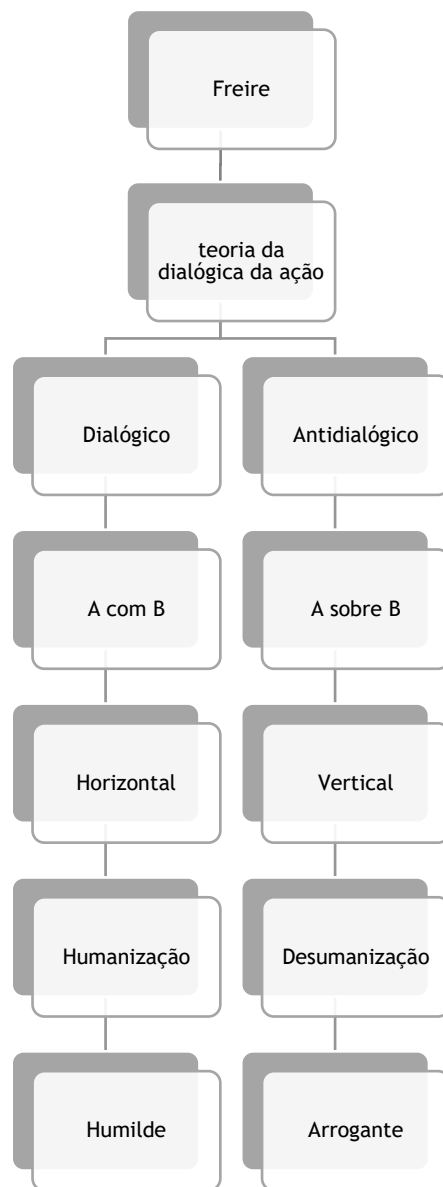 Freire
teoria da
dialógica da ação
Dialógico
Antidialógico
A com B
A sobre B
Horizontal
Vertical
Humanização
Desumanização
Humilde
Arrogante